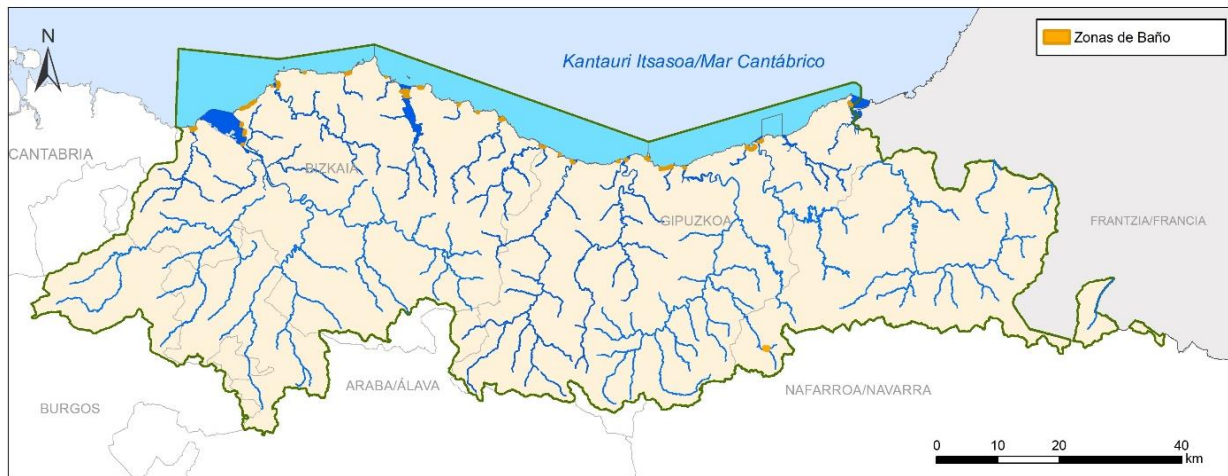 N
Zonas de Baño
Kantauri Itsasoa/Mar Cantábrico
CANTABRIA
BIZKAIA
GIPUZKOA
FRANTZIA/FRANCIA
ARABA/ÁLAVA
NAFARROA/NAVARRA
BURGOS
0 10 20 40
km